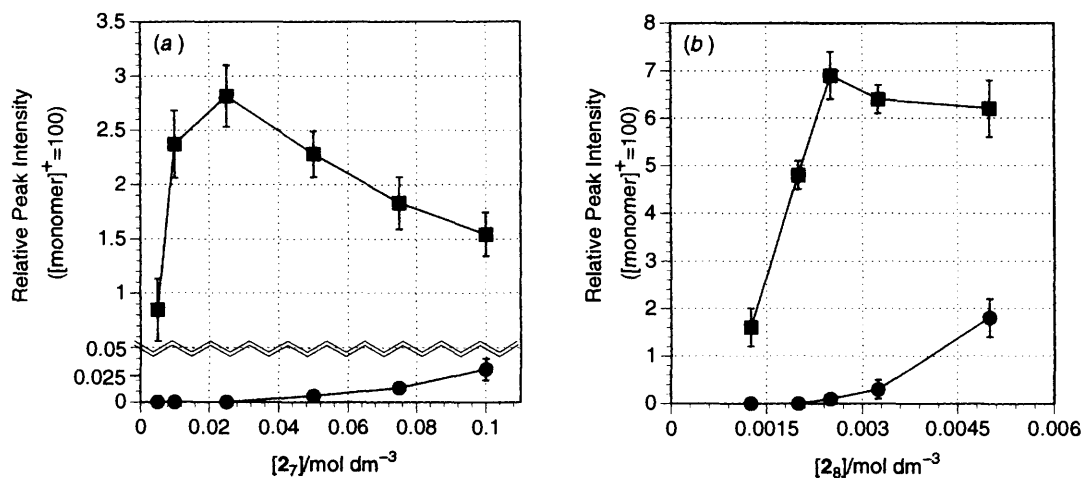 (a)
Relative Peak Intensity
([monomer]⁺=100)
3.5
3
2.5
2
1.5
1
0.05
0.025
0
0 0.02 0.04 0.06 0.08 0.1
[2₇]/mol dm⁻³
(b)
Relative Peak Intensity
([monomer]⁺=100)
8
7
6
5
4
3
2
1
0
0 0.0015 0.003 0.0045 0.006
[2₈]/mol dm⁻³